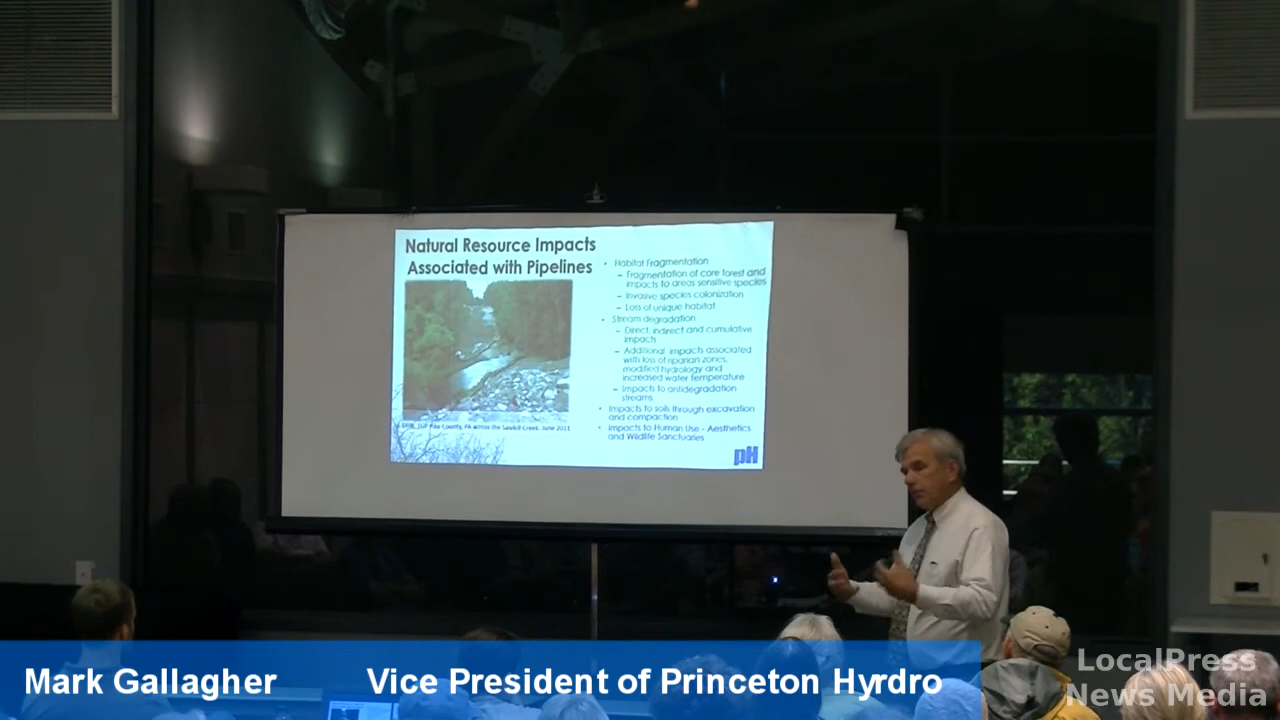 Natural Resource Impacts
Associated with Pipelines
• Habitat Fragmentation
– Fragmentation of core forest and
impacts to areas sensitive species
– Invasive species colonization
– Loss of unique habitat
• Stream degradation
– Direct, indirect and cumulative
impacts
– Additional impacts associated
with loss of riparian zones,
modified hydrology and
increased water temperature
– Impacts to antidegradation
streams
• Impacts to soils through excavation
and compaction
• Impacts to Human Use - Aesthetics
and Wildlife Sanctuaries
Pike County, PA across the Sawkill Creek, June 2011
pH
Mark Gallagher Vice President of Princeton Hyrdro
LocalPress
News Media